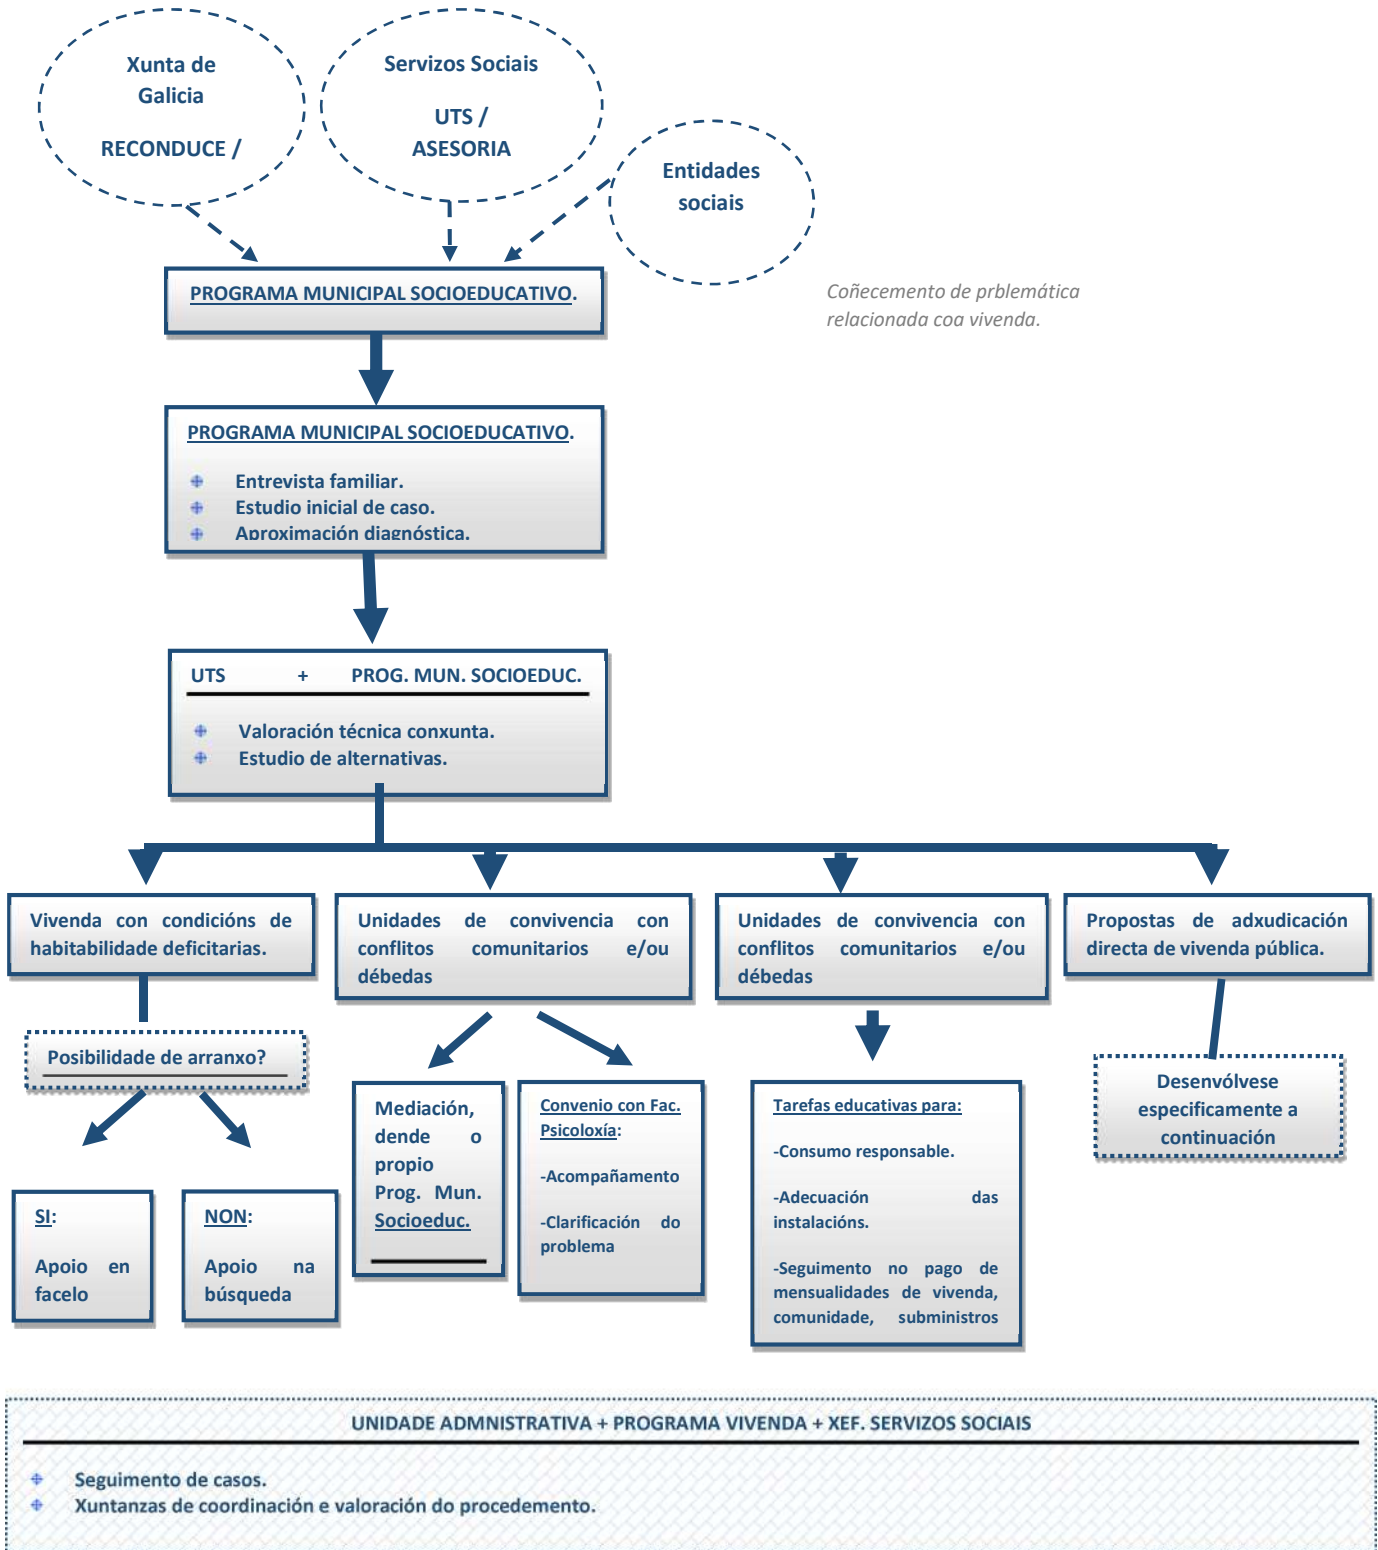 Xunta de
Galicia
RECONDUCE /
Servizos Sociais
UTS /
ASESORIA
Entidades
sociais
PROGRAMA MUNICIPAL SOCIOEDUCATIVO.
Coñecemento de prblemática
relacionada coa vivenda.
PROGRAMA MUNICIPAL SOCIOEDUCATIVO.
Entrevista familiar.
Estudio inicial de caso.
Aproximación diagnóstica.
UTS + PROG. MUN. SOCIOEDUC.
Valoración técnica conxunta.
Estudio de alternativas.
Vivenda con condicións de
habitabilidade deficitarias.
Unidades de convivencia con
conflitos comunitarios e/ou
débedas
Unidades de convivencia con
conflitos comunitarios e/ou
débedas
Propostas de adxudicación
directa de vivenda pública.
Posibilidade de arranxo?
SI:
Apoio en
facelo
NON:
Apoio na
búsqueda
Mediación,
dende o
propio
Prog. Mun.
Socioeduc.
Convenio con Fac.
Psicoloxía:
-Acompañamento
-Clarificación do
problema
Tarefas educativas para:
-Consumo responsable.
-Adecuación das
instalacións.
-Seguimento no pago de
mensualidades de vivenda,
comunidade, subministros
Desenvólvese
especificamente a
continuación
UNIDADE ADMNISTRATIVA + PROGRAMA VIVENDA + XEF. SERVIZOS SOCIAIS
Seguimento de casos.
Xuntanzas de coordinación e valoración do procedemento.